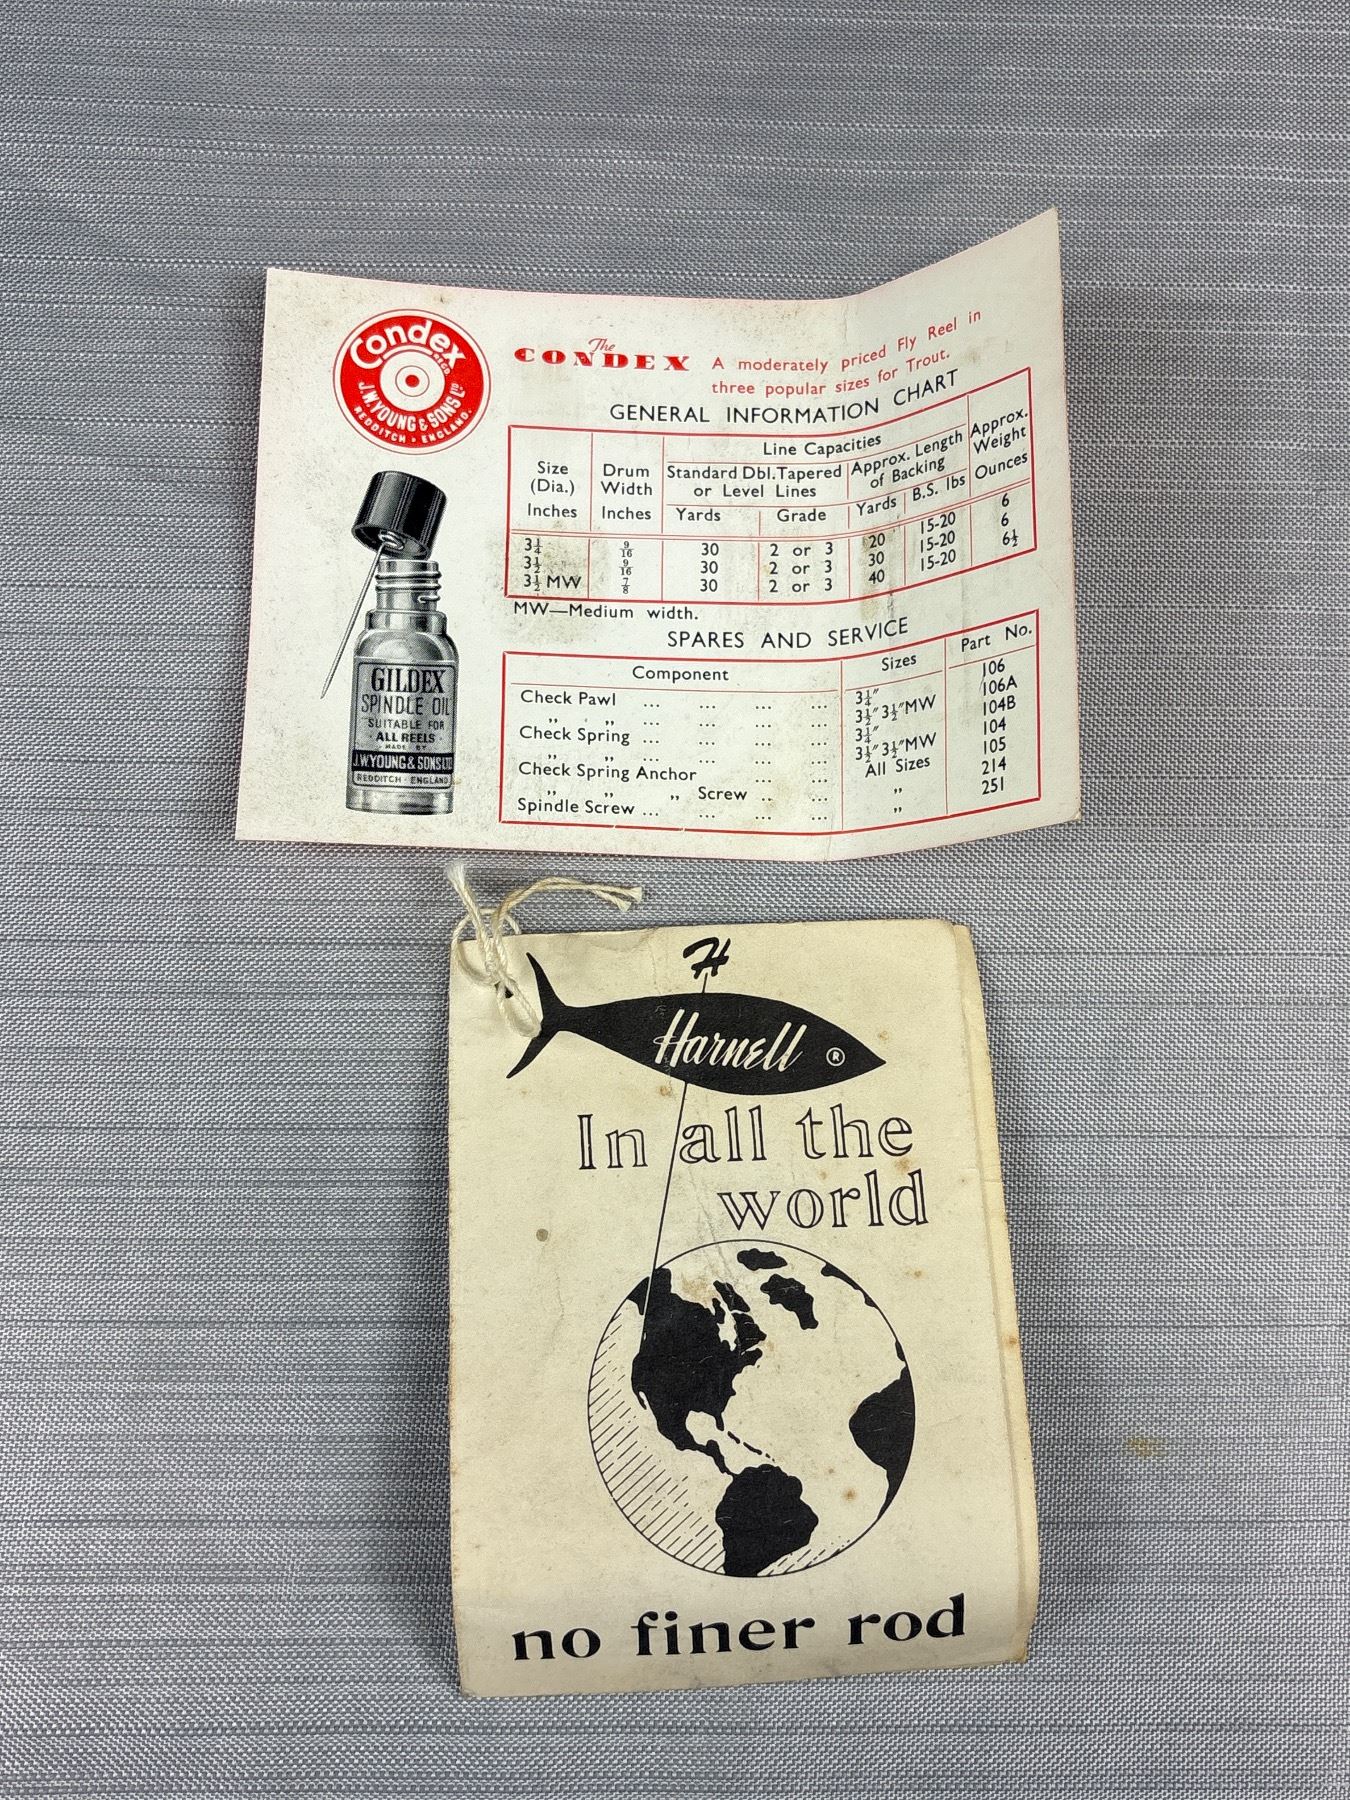 Condex
REGD
J.W.YOUNG & SONS LTD
REDDITCH • ENGLAND.
The
CONDEX A moderately priced Fly Reel in
three popular sizes for Trout.
GENERAL INFORMATION CHART
Line Capacities
Size (Dia.) Drum Width Standard Dbl. Tapered or Level Lines Approx. Length of Backing Approx. Weight
Inches Inches Yards Grade Yards B.S. lbs Ounces
3¼ 9/16 30 2 or 3 20 15-20 6
3½ 9/16 30 2 or 3 30 15-20 6
3½ MW 7/8 30 2 or 3 40 15-20 6½
MW—Medium width.
SPARES AND SERVICE
Component Sizes Part No.
Check Pawl ... ... ... ... 3¼" 106
„ „ ... ... ... 3½" 3½"MW 106A
Check Spring ... ... ... ... 3¼" 104B
„ „ ... ... ... 3½" 3½"MW 104
Check Spring Anchor ... ... All Sizes 105
„ „ „ Screw .. ... „ 214
Spindle Screw ... ... ... ... „ 251
GILDEX
SPINDLE OIL
SUITABLE FOR
ALL REELS
MADE BY
J.W.YOUNG & SONS LTD
REDDITCH · ENGLAND
H
Harnell ®
In all the
world
no finer rod